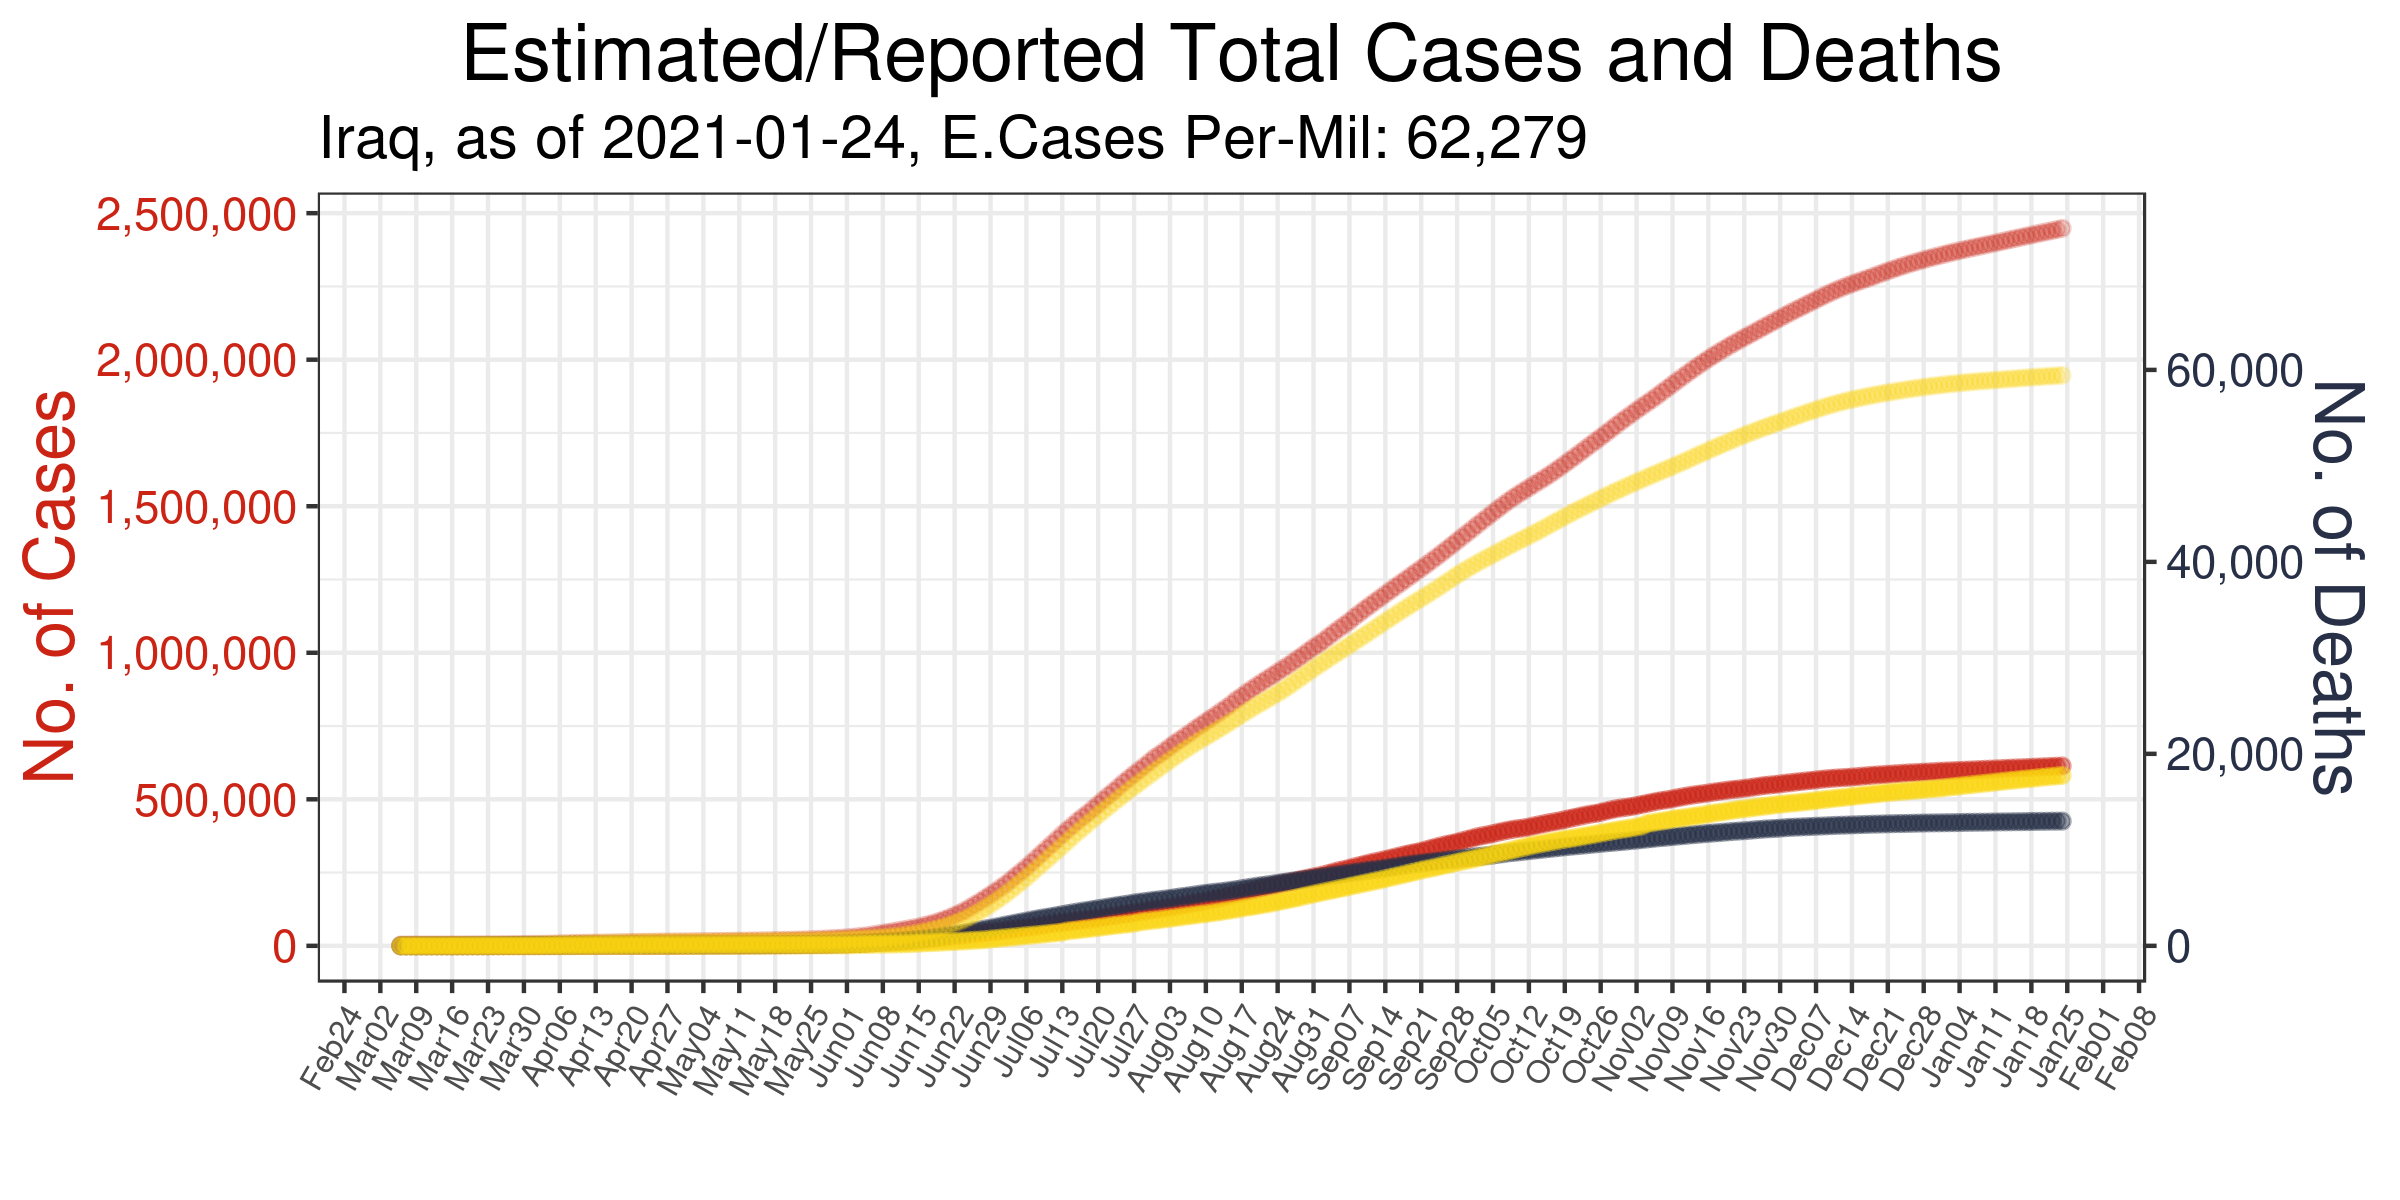 Estimated/Reported Total Cases and Deaths
Iraq, as of 2021-01-24, E.Cases Per-Mil: 62,279
No. of Cases
2,500,000
2,000,000
1,500,000
1,000,000
500,000
0
60,000
40,000
20,000
0
No. of Deaths
Feb24
Mar02
Mar09
Mar16
Mar23
Mar30
Apr06
Apr13
Apr20
Apr27
May04
May11
May18
May25
Jun01
Jun08
Jun15
Jun22
Jun29
Jul06
Jul13
Jul20
Jul27
Aug03
Aug10
Aug17
Aug24
Aug31
Sep07
Sep14
Sep21
Sep28
Oct05
Oct12
Oct19
Oct26
Nov02
Nov09
Nov16
Nov23
Nov30
Dec07
Dec14
Dec21
Dec28
Jan04
Jan11
Jan18
Jan25
Feb01
Feb08